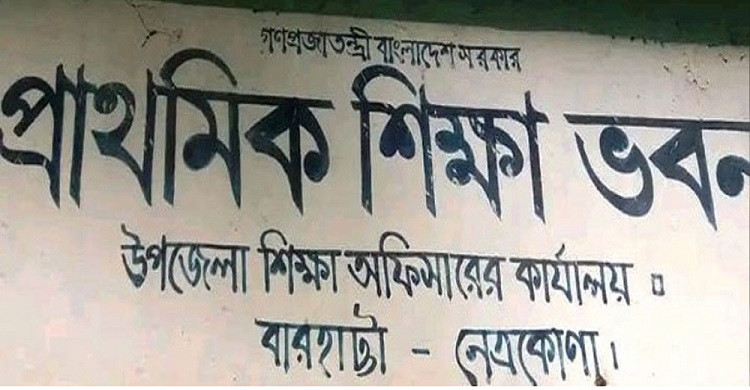 গণপ্রজাতন্ত্রী বাংলাদেশ সরকার
প্রাথমিক শিক্ষা ভবন
উপজেলা শিক্ষা অফিসারের কার্যালয় ॥
বারহাট্টা - নেত্রকোণা।